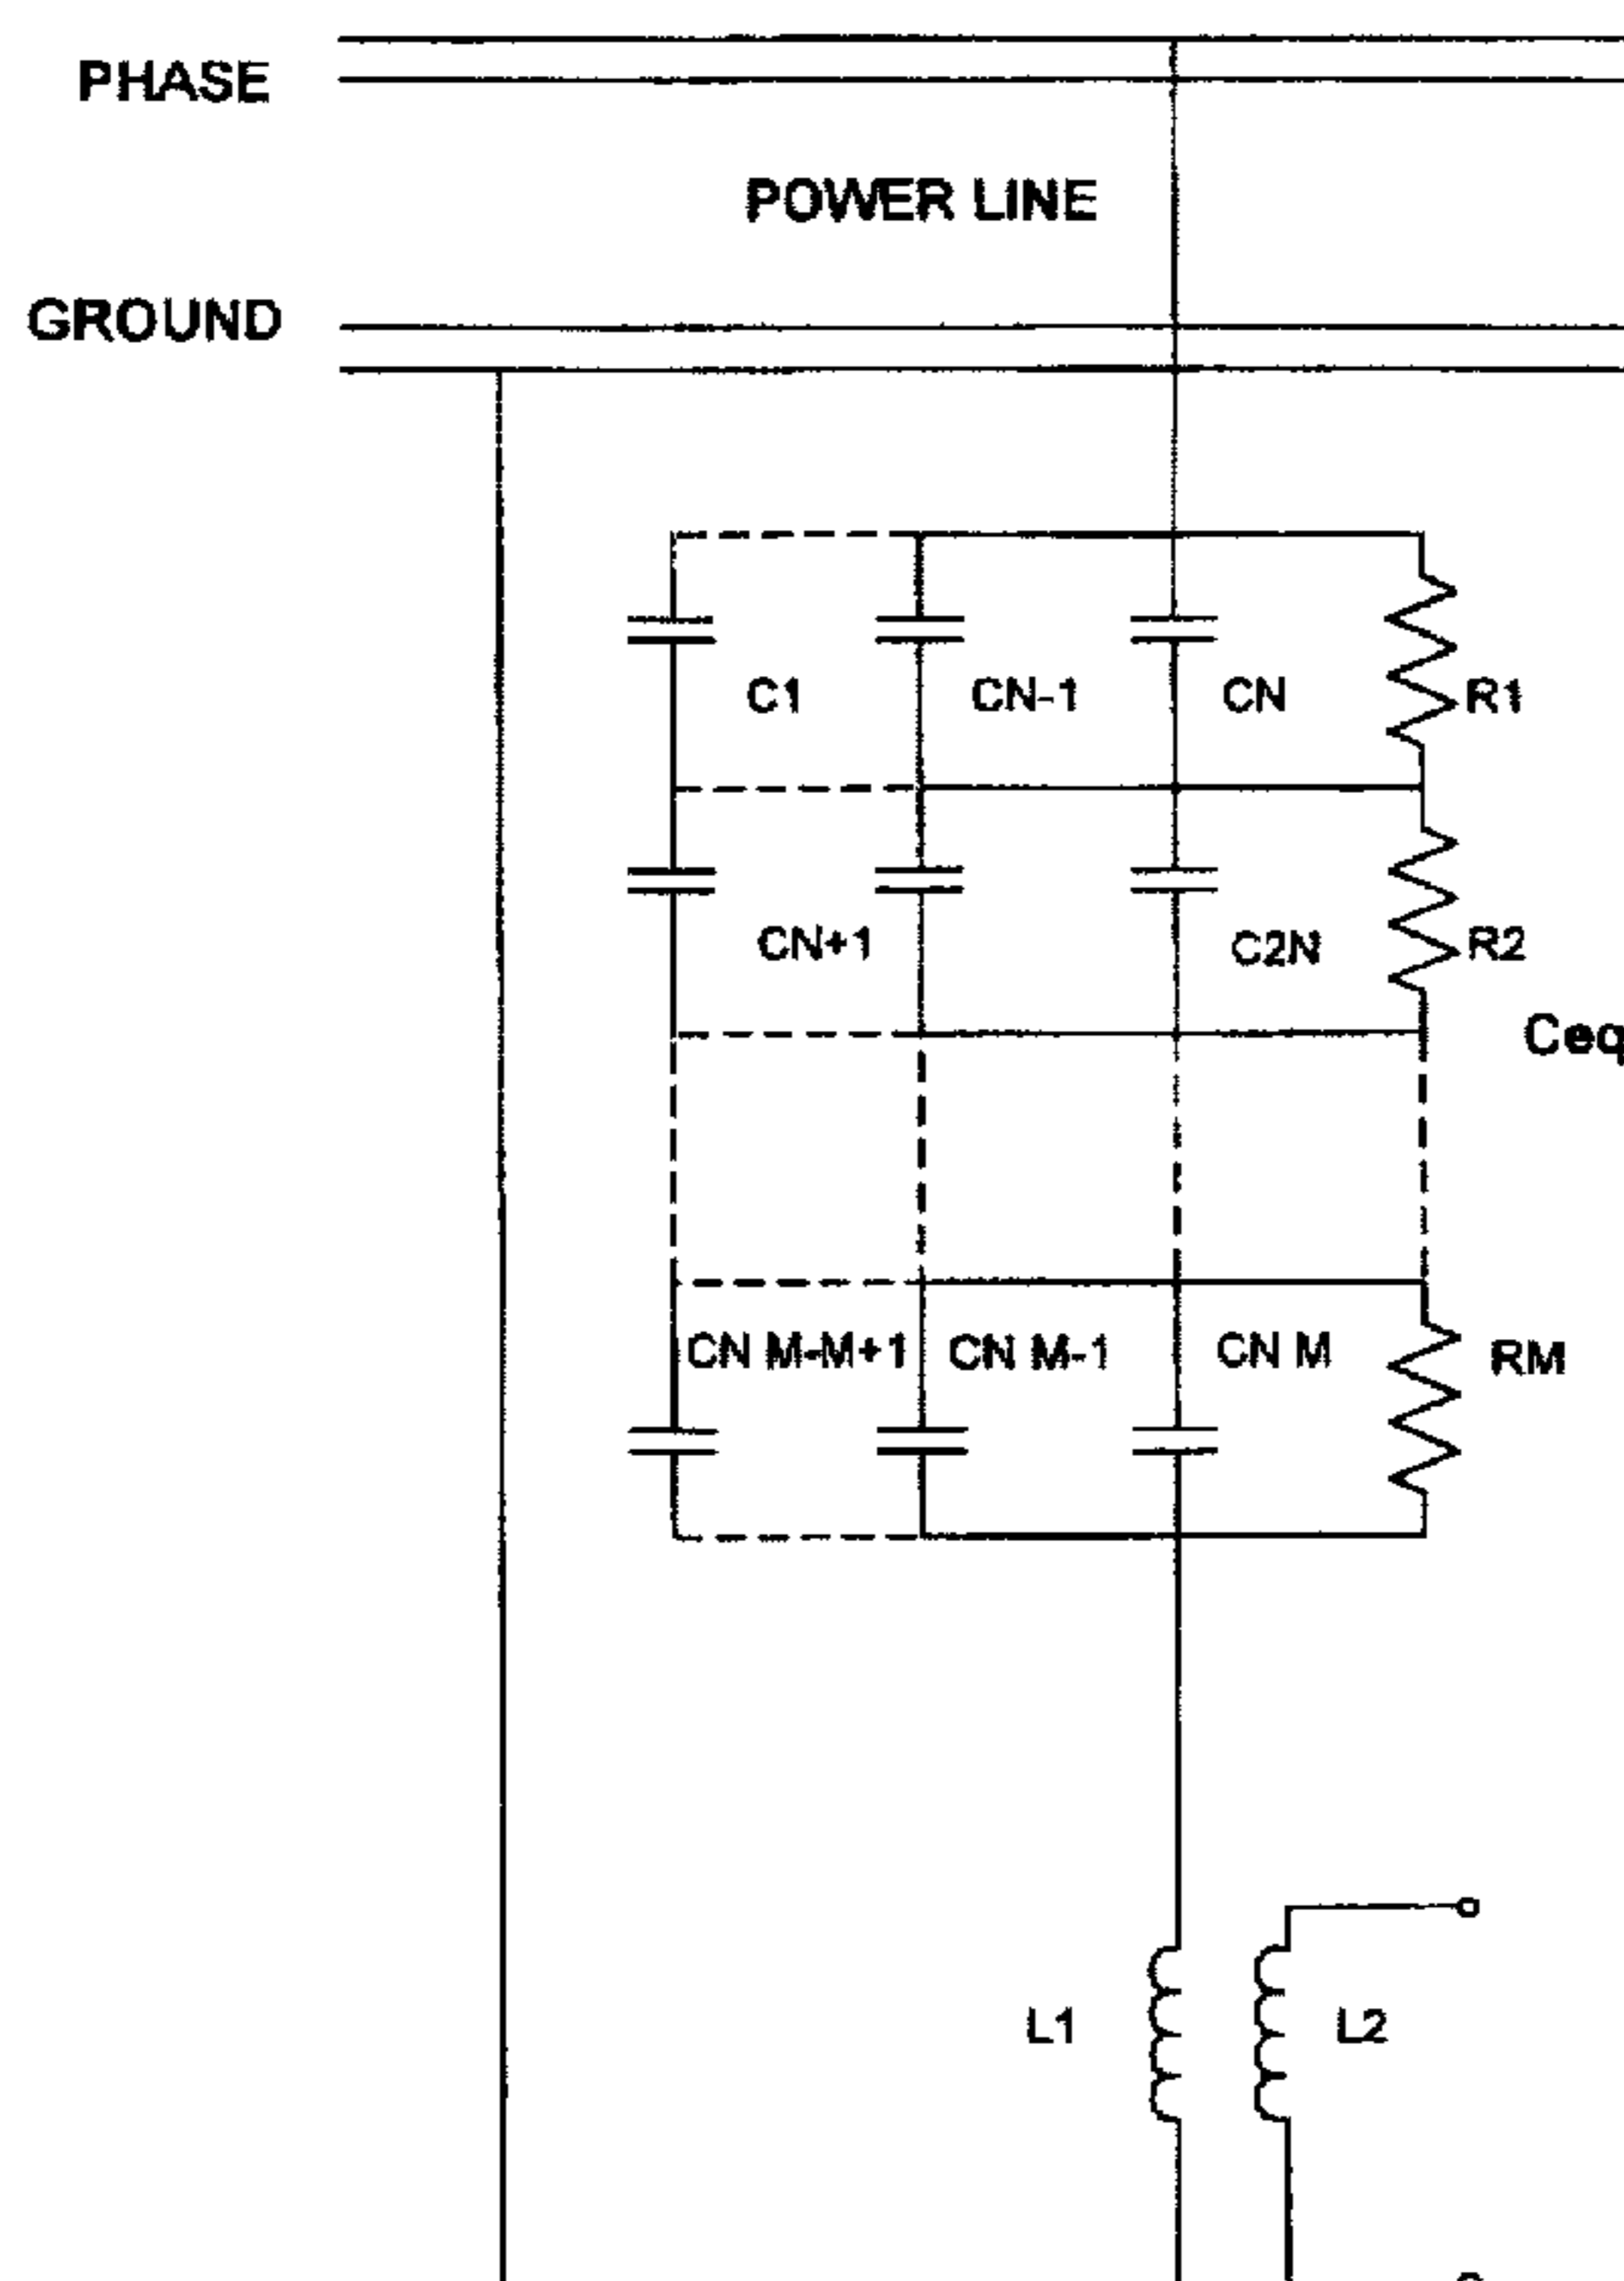 PHASE
POWER LINE
GROUND
C1 CN-1 CN R1
CN+1 C2N R2
Ceq
CN M-M+1 CN M-1 CN M RM
L1 L2